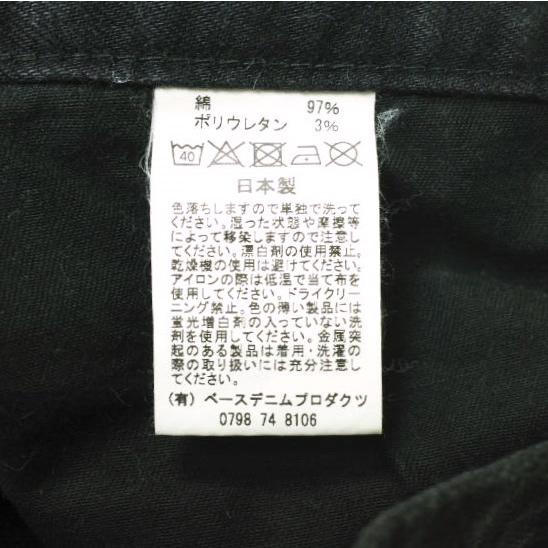 綿 97%
ポリウレタン 3%
40
日本製
色落ちしますので単独で洗って
ください。湿った状態や摩擦等
によって移染しますので注意し
てください。漂白剤の使用禁止。
乾燥機の使用は避けてください。
アイロンの際は低温で当て布を
使用してください。ドライクリー
ニング禁止。色の薄い製品には
蛍光増白剤の入っていない洗
剤を使用してください。金属突
起のある製品は着用・洗濯の
際の取り扱いには充分注意し
てください。
(有) ベースデニムプロダクツ
0798 74 8106